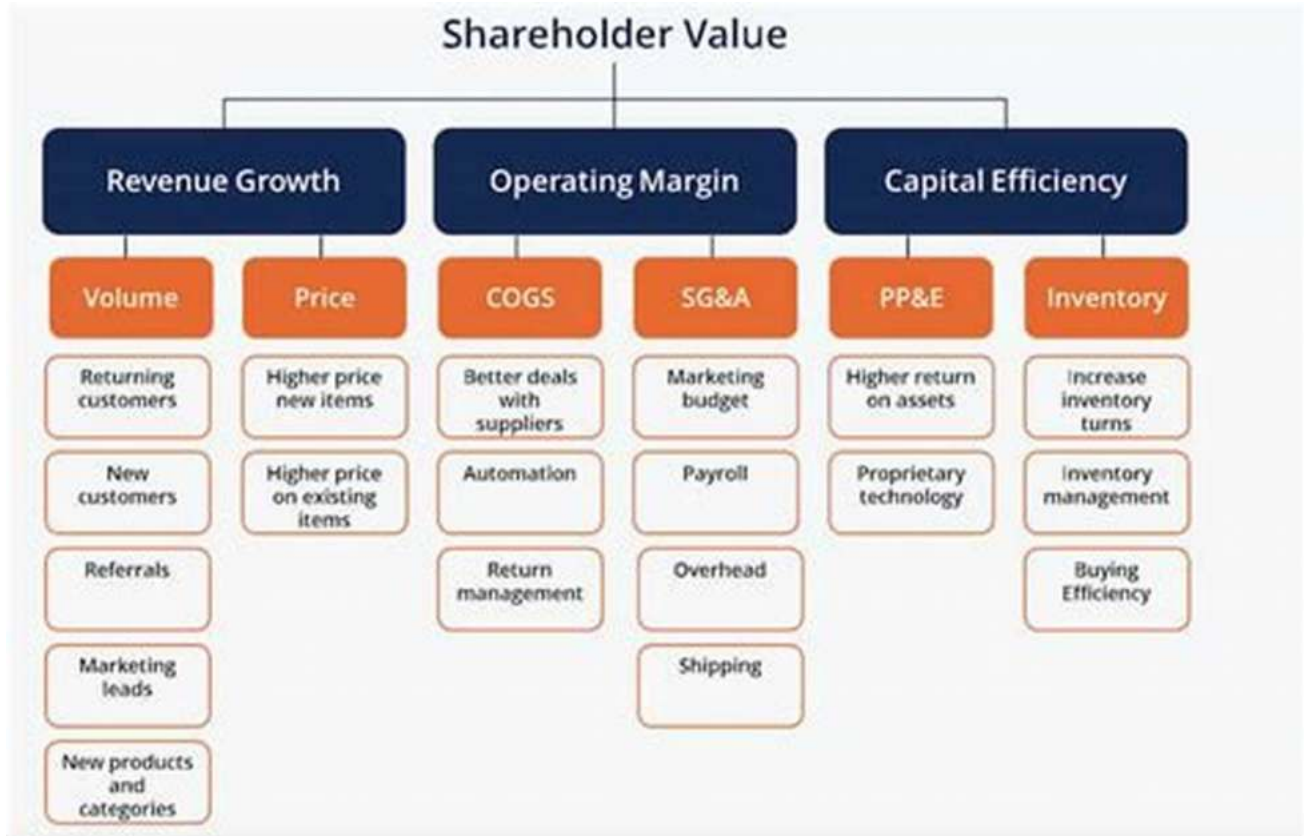 Shareholder Value
Revenue Growth
Operating Margin
Capital Efficiency
Volume
Price
COGS
SG&A
PP&E
Inventory
Returning
customers
New
customers
Referrals
Marketing
leads
New products
and
categories
Higher price
new items
Higher price
on existing
items
Better deals
with
suppliers
Automation
Return
management
Marketing
budget
Payroll
Overhead
Shipping
Higher return
on assets
Proprietary
technology
Increase
inventory
turns
Inventory
management
Buying
Efficiency